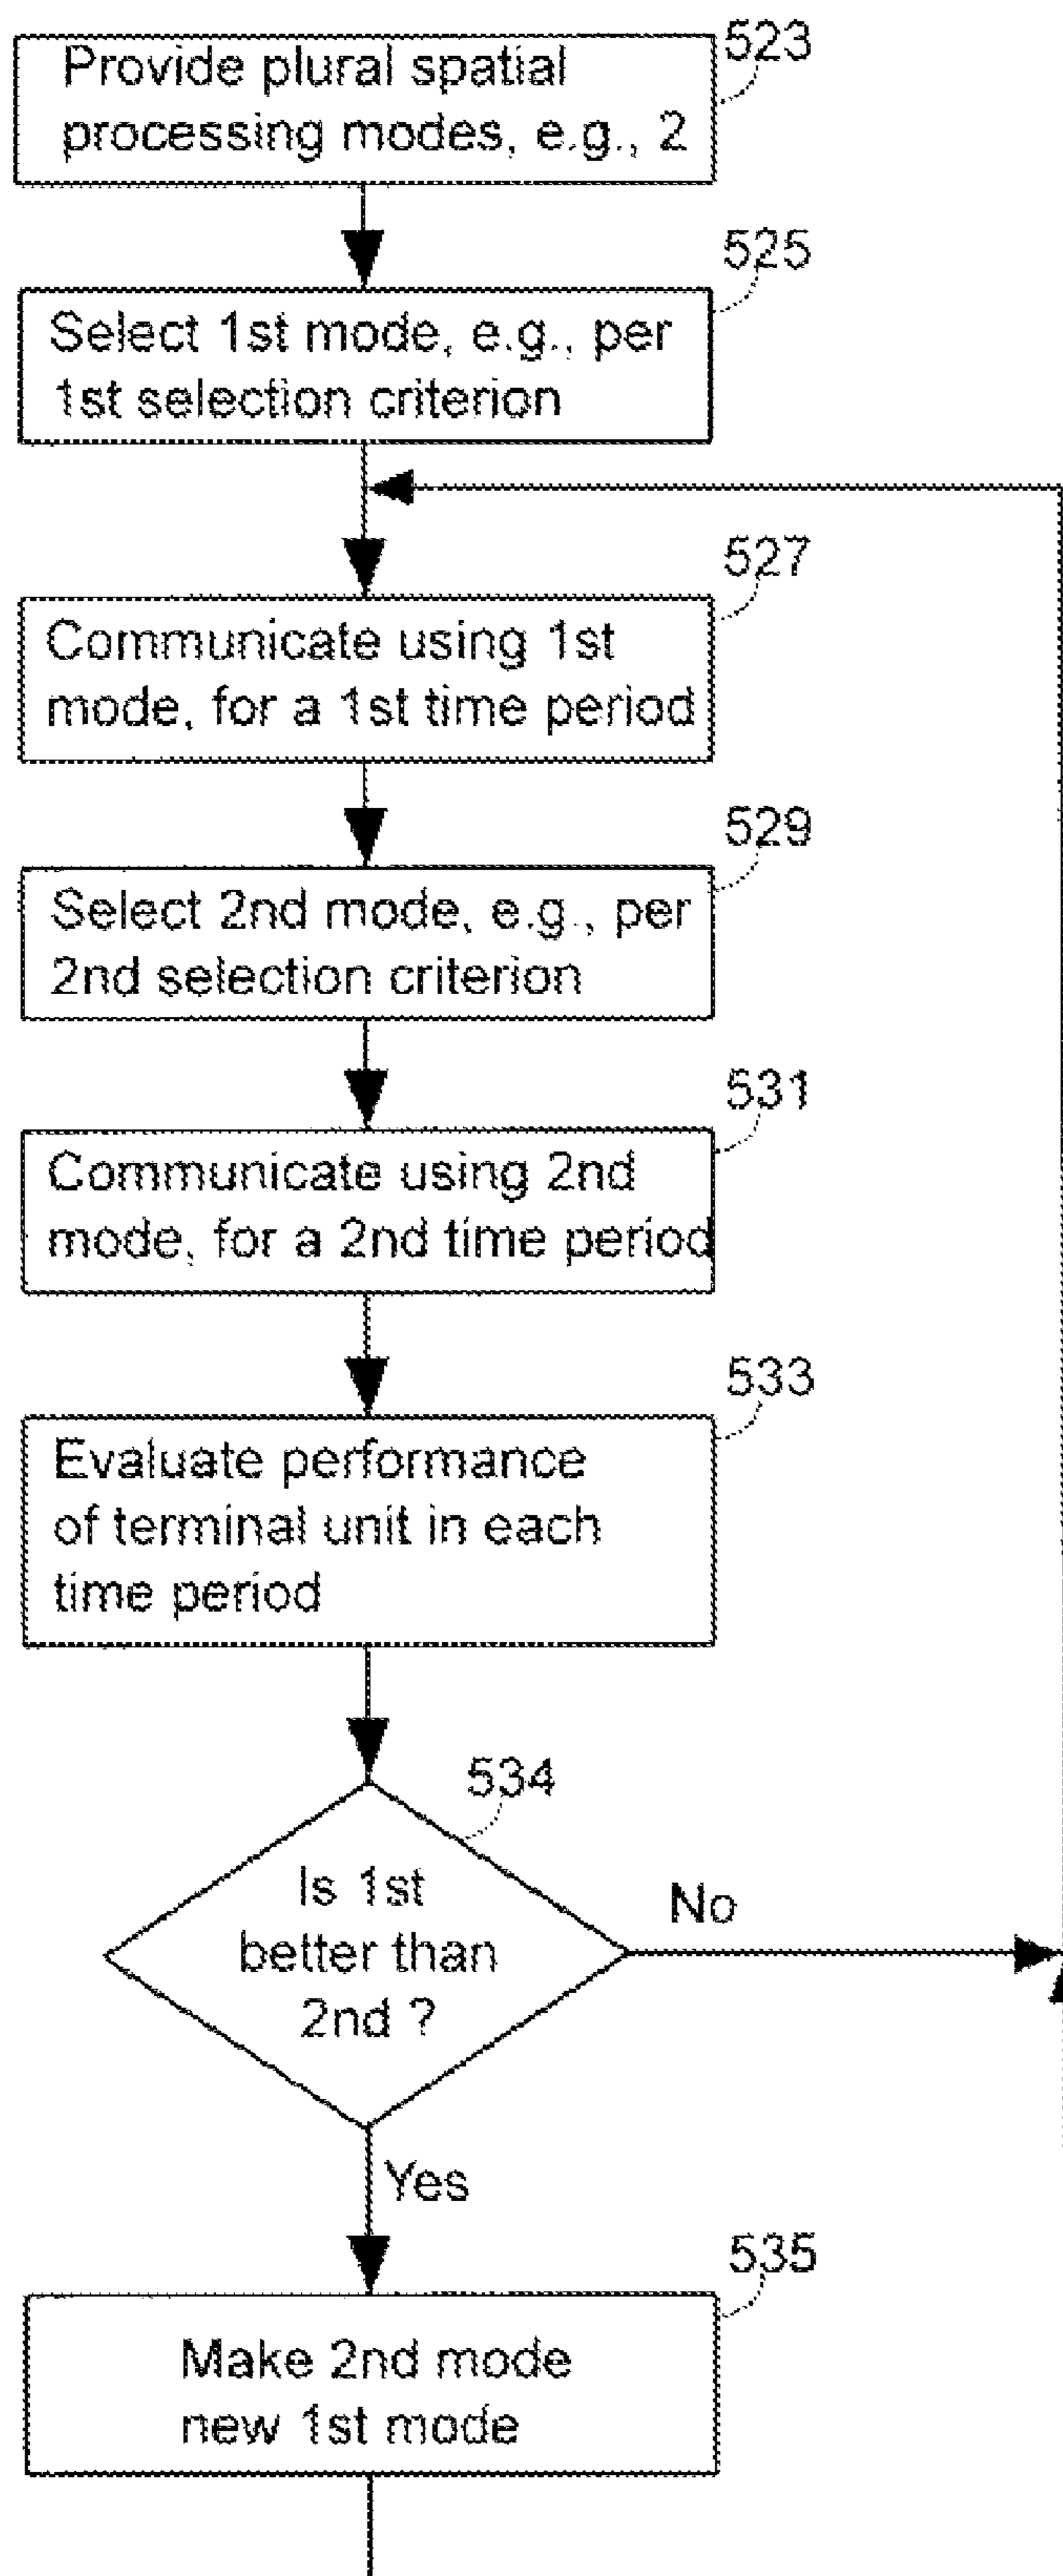 523
Provide plural spatial
processing modes, e.g., 2
525
Select 1st mode, e.g., per
1st selection criterion
527
Communicate using 1st
mode, for a 1st time period
529
Select 2nd mode, e.g., per
2nd selection criterion
531
Communicate using 2nd
mode, for a 2nd time period
533
Evaluate performance
of terminal unit in each
time period
534
Is 1st
better than
2nd ?
No
Yes
535
Make 2nd mode
new 1st mode